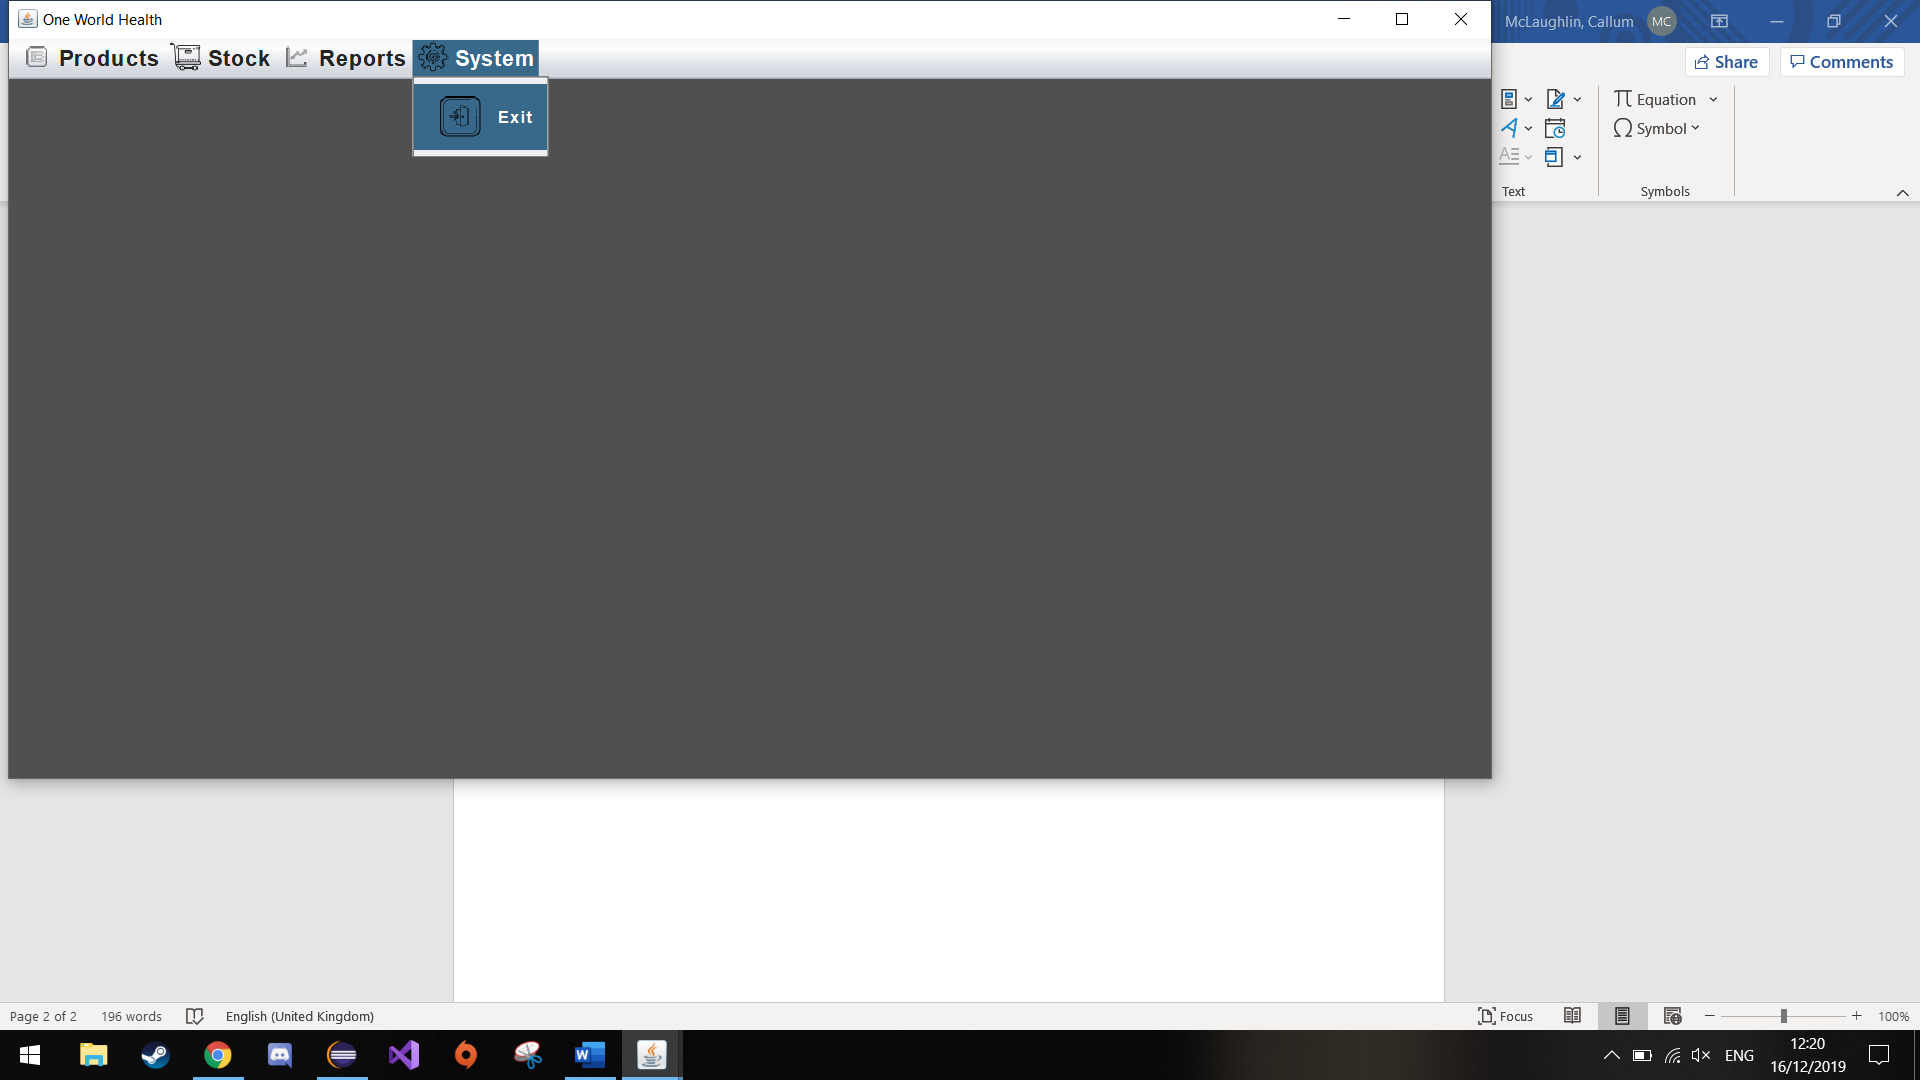 One World Health
McLaughlin, Callum MC
Products Stock Reports System
Share Comments
Exit
Equation
Symbol
Text Symbols
Page 2 of 2 196 words English (United Kingdom) Focus 100%
12:20
ENG
16/12/2019